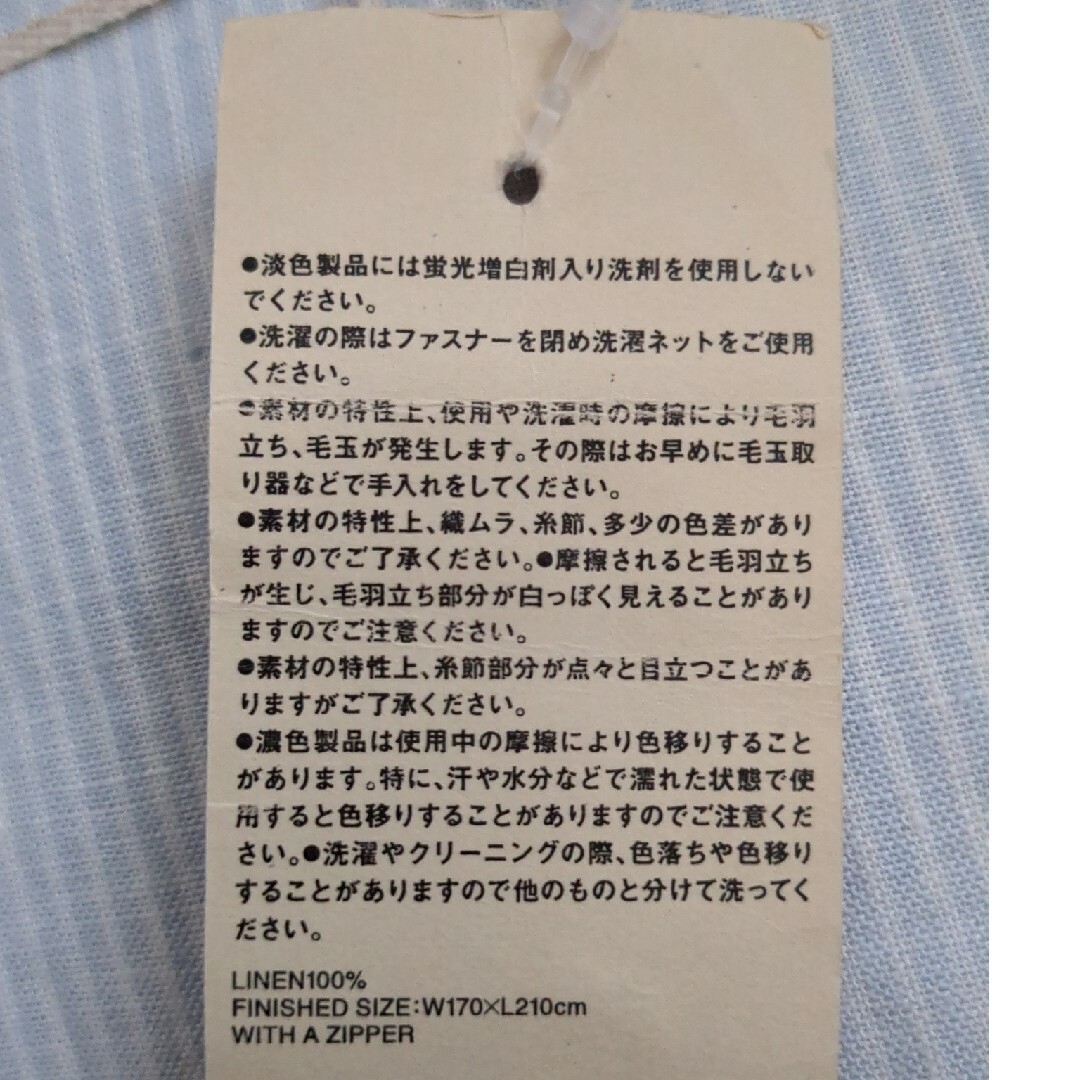 ●淡色製品には蛍光増白剤入り洗剤を使用しない
でください。
●洗濯の際はファスナーを閉め洗濯ネットをご使用
ください。
●素材の特性上、使用や洗濯時の摩擦により毛羽
立ち、毛玉が発生します。その際はお早めに毛玉取
り器などで手入れをしてください。
●素材の特性上、織ムラ、糸節、多少の色差があり
ますのでご了承ください。●摩擦されると毛羽立ち
が生じ、毛羽立ち部分が白っぽく見えることがあり
ますのでご注意ください。
●素材の特性上、糸節部分が点々と目立つことがあ
りますがご了承ください。
●濃色製品は使用中の摩擦により色移りすること
があります。特に、汗や水分などで濡れた状態で使
用すると色移りすることがありますのでご注意くだ
さい。●洗濯やクリーニングの際、色落ちや色移り
することがありますので他のものと分けて洗ってく
ださい。
LINEN100%
FINISHED SIZE:W170×L210cm
WITH A ZIPPER